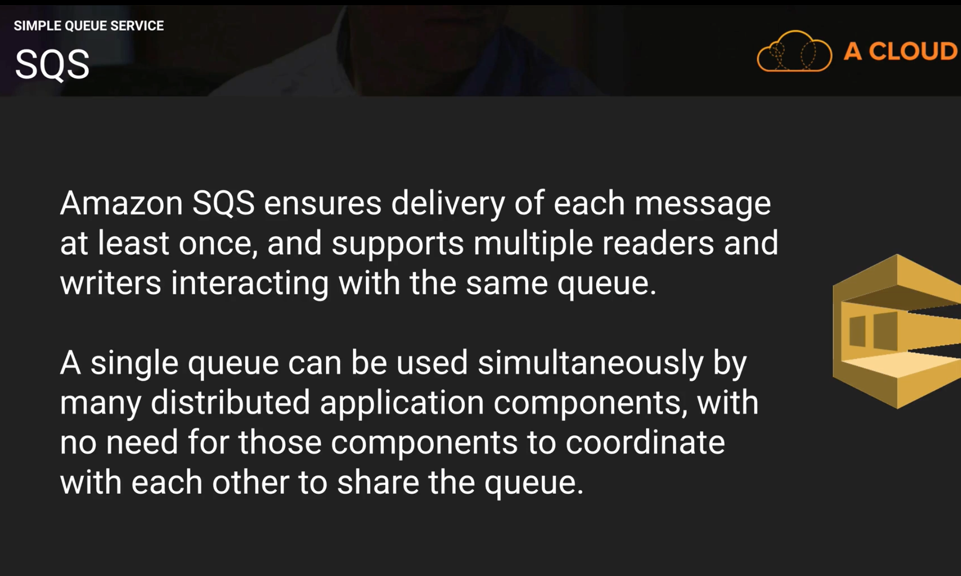 SIMPLE QUEUE SERVICE
SQS
A CLOUD
Amazon SQS ensures delivery of each message
at least once, and supports multiple readers and
writers interacting with the same queue.
A single queue can be used simultaneously by
many distributed application components, with
no need for those components to coordinate
with each other to share the queue.